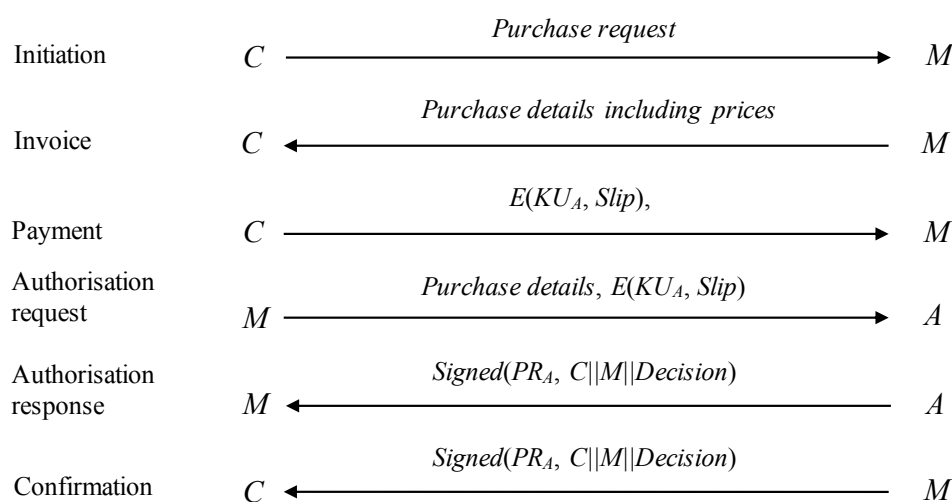 Purchase request
Initiation C M
Purchase details including prices
Invoice C M
E(KU_A, Slip),
Payment C M
Authorisation
request
Purchase details, E(KU_A, Slip)
M A
Authorisation
response
Signed(PR_A, C||M||Decision)
M A
Signed(PR_A, C||M||Decision)
Confirmation C M